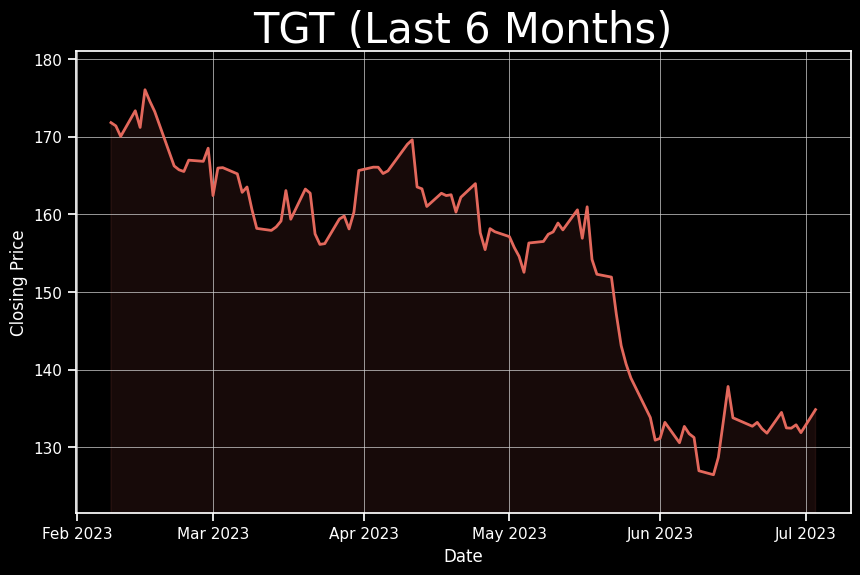 TGT (Last 6 Months)
180
170
160
150
140
130
Closing Price
Feb 2023
Mar 2023
Apr 2023
May 2023
Jun 2023
Jul 2023
Date